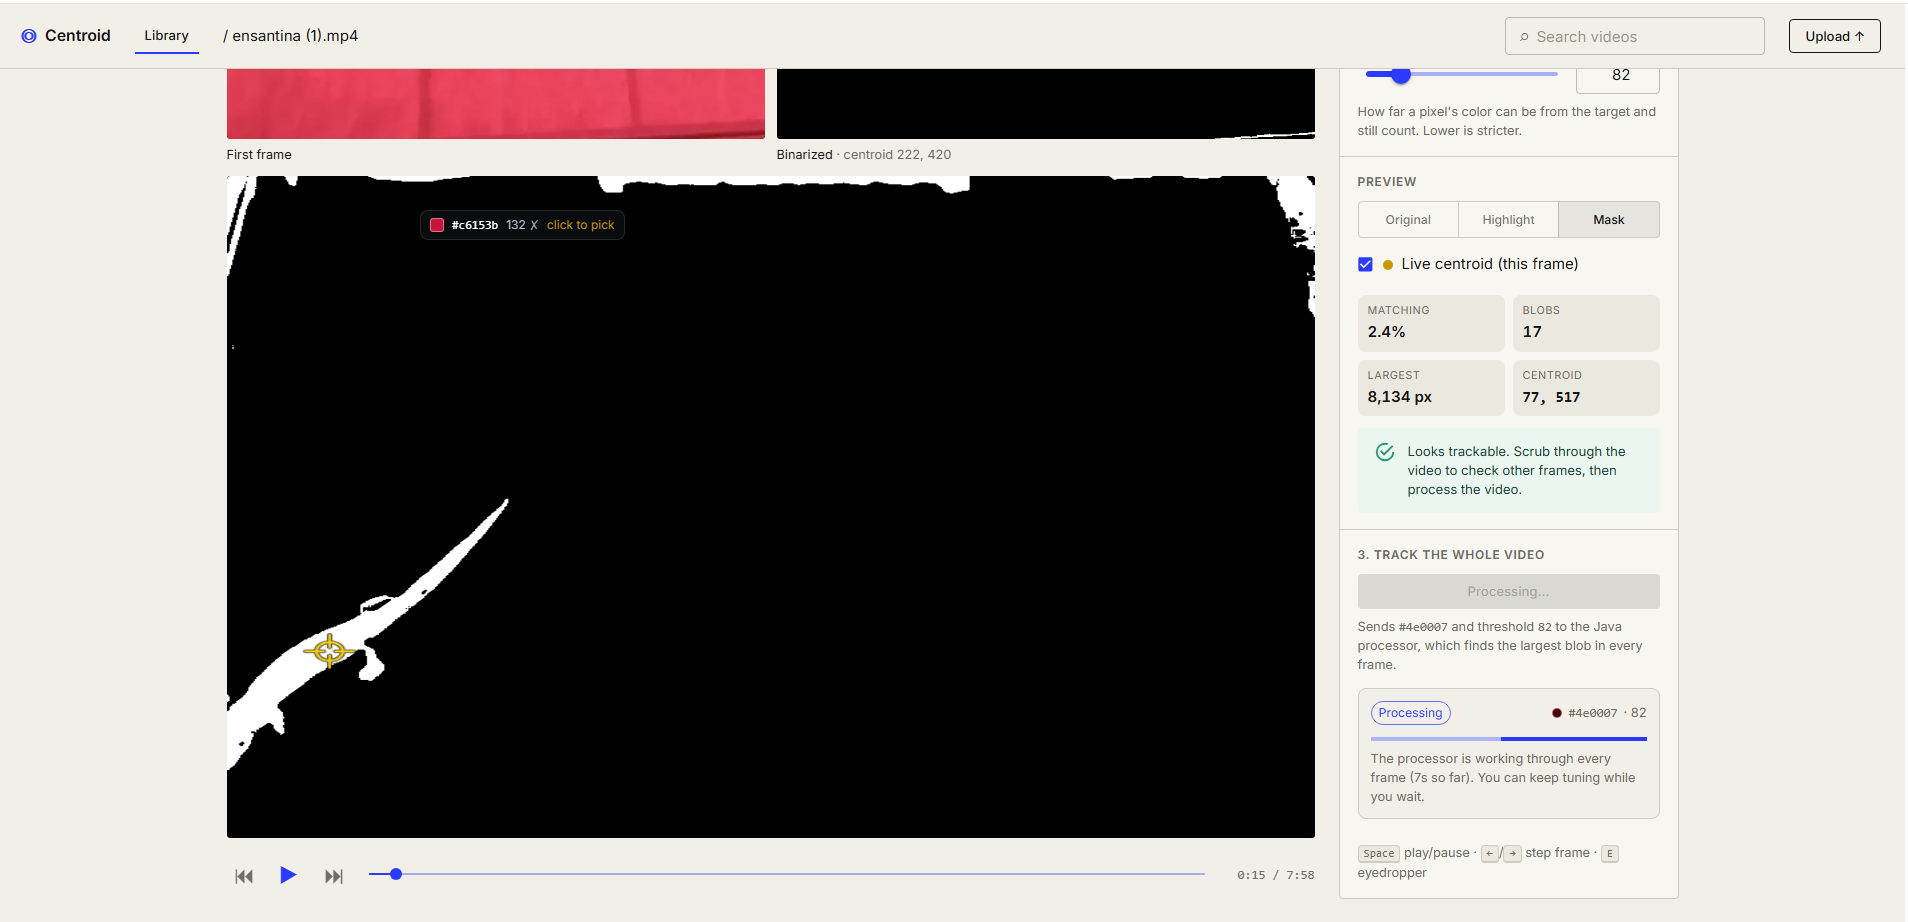 Centroid
Library
/ ensantina (1).mp4
Search videos
Upload ↑
First frame
Binarized · centroid 222, 420
#c6153b 132 ✗ click to pick
0:15 / 7:58
82
How far a pixel's color can be from the target and
still count. Lower is stricter.
PREVIEW
Original
Highlight
Mask
Live centroid (this frame)
MATCHING
2.4%
BLOBS
17
LARGEST
8,134 px
CENTROID
77, 517
Looks trackable. Scrub through the
video to check other frames, then
process the video.
3. TRACK THE WHOLE VIDEO
Processing...
Sends #4e0007 and threshold 82 to the Java
processor, which finds the largest blob in every
frame.
Processing
#4e0007 · 82
The processor is working through every
frame (7s so far). You can keep tuning while
you wait.
Space play/pause · ←/→ step frame · E
eyedropper